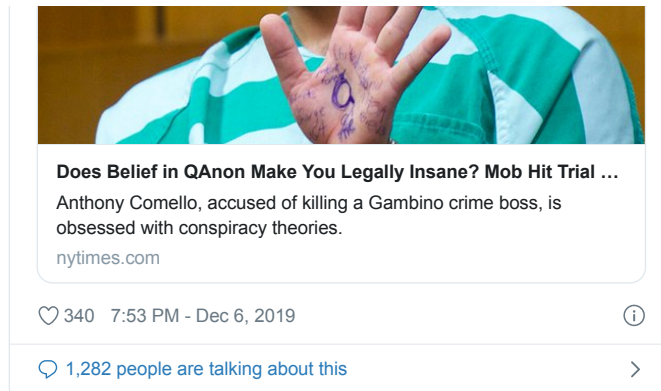 Does Belief in QAnon Make You Legally Insane? Mob Hit Trial …
Anthony Comello, accused of killing a Gambino crime boss, is
obsessed with conspiracy theories.
nytimes.com
340 7:53 PM - Dec 6, 2019
1,282 people are talking about this